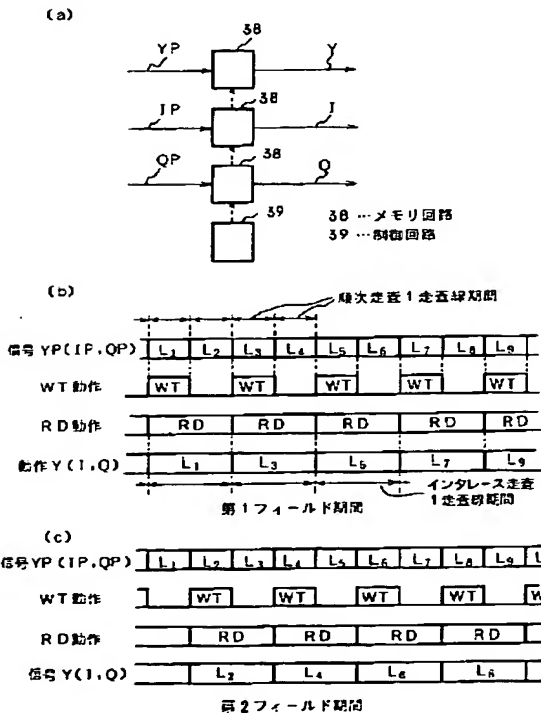 (a)
38
YP Y
38
IP I
38
QP Q
39
38…メモリ回路
39…制御回路
(b)
順次走査1走査線期間
信号YP(IP,QP) L1 L2 L3 L4 L5 L6 L7 L8 L9
WT動作 WT WT WT WT WT
RD動作 RD RD RD RD RD
動作Y(I,Q) L1 L3 L5 L7 L9
インタレース走査
1走査線期間
第1フィールド期間
(c)
信号YP(IP,QP) L1 L2 L3 L4 L5 L6 L7 L8 L9 L
WT動作 WT WT WT WT W
RD動作 RD RD RD RD
信号Y(I,Q) L2 L4 L6 L8
第2フィールド期間